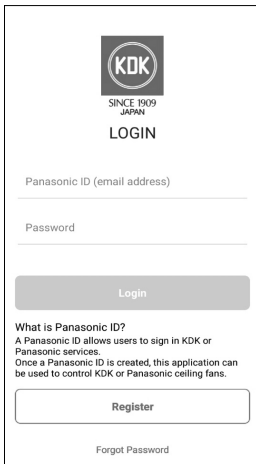 KDK
SINCE 1909
JAPAN
LOGIN
Panasonic ID (email address)
Password
Login
What is Panasonic ID?
A Panasonic ID allows users to sign in KDK or
Panasonic services.
Once a Panasonic ID is created, this application can
be used to control KDK or Panasonic ceiling fans.
Register
Forgot Password